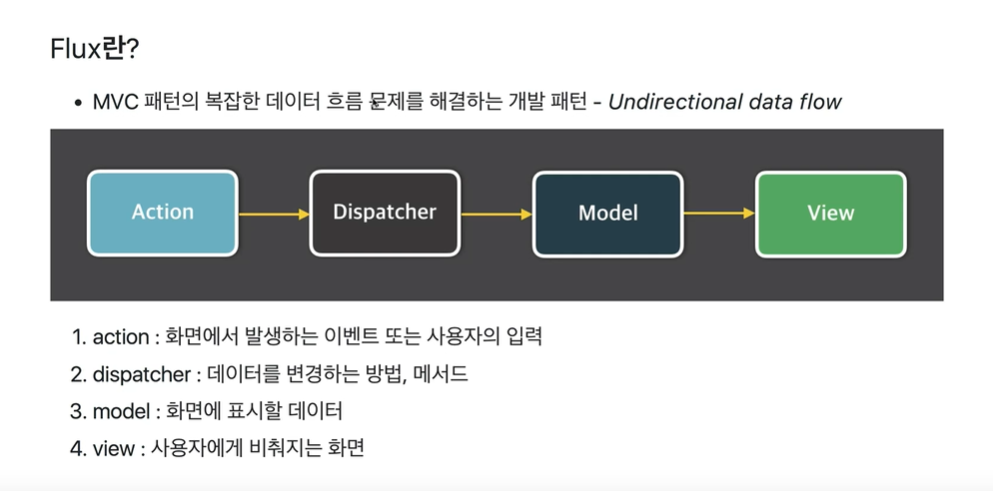 Flux란?
• MVC 패턴의 복잡한 데이터 흐름 문제를 해결하는 개발 패턴 - Undirectional data flow
Action Dispatcher Model View
1. action : 화면에서 발생하는 이벤트 또는 사용자의 입력
2. dispatcher : 데이터를 변경하는 방법, 메서드
3. model : 화면에 표시할 데이터
4. view : 사용자에게 비춰지는 화면